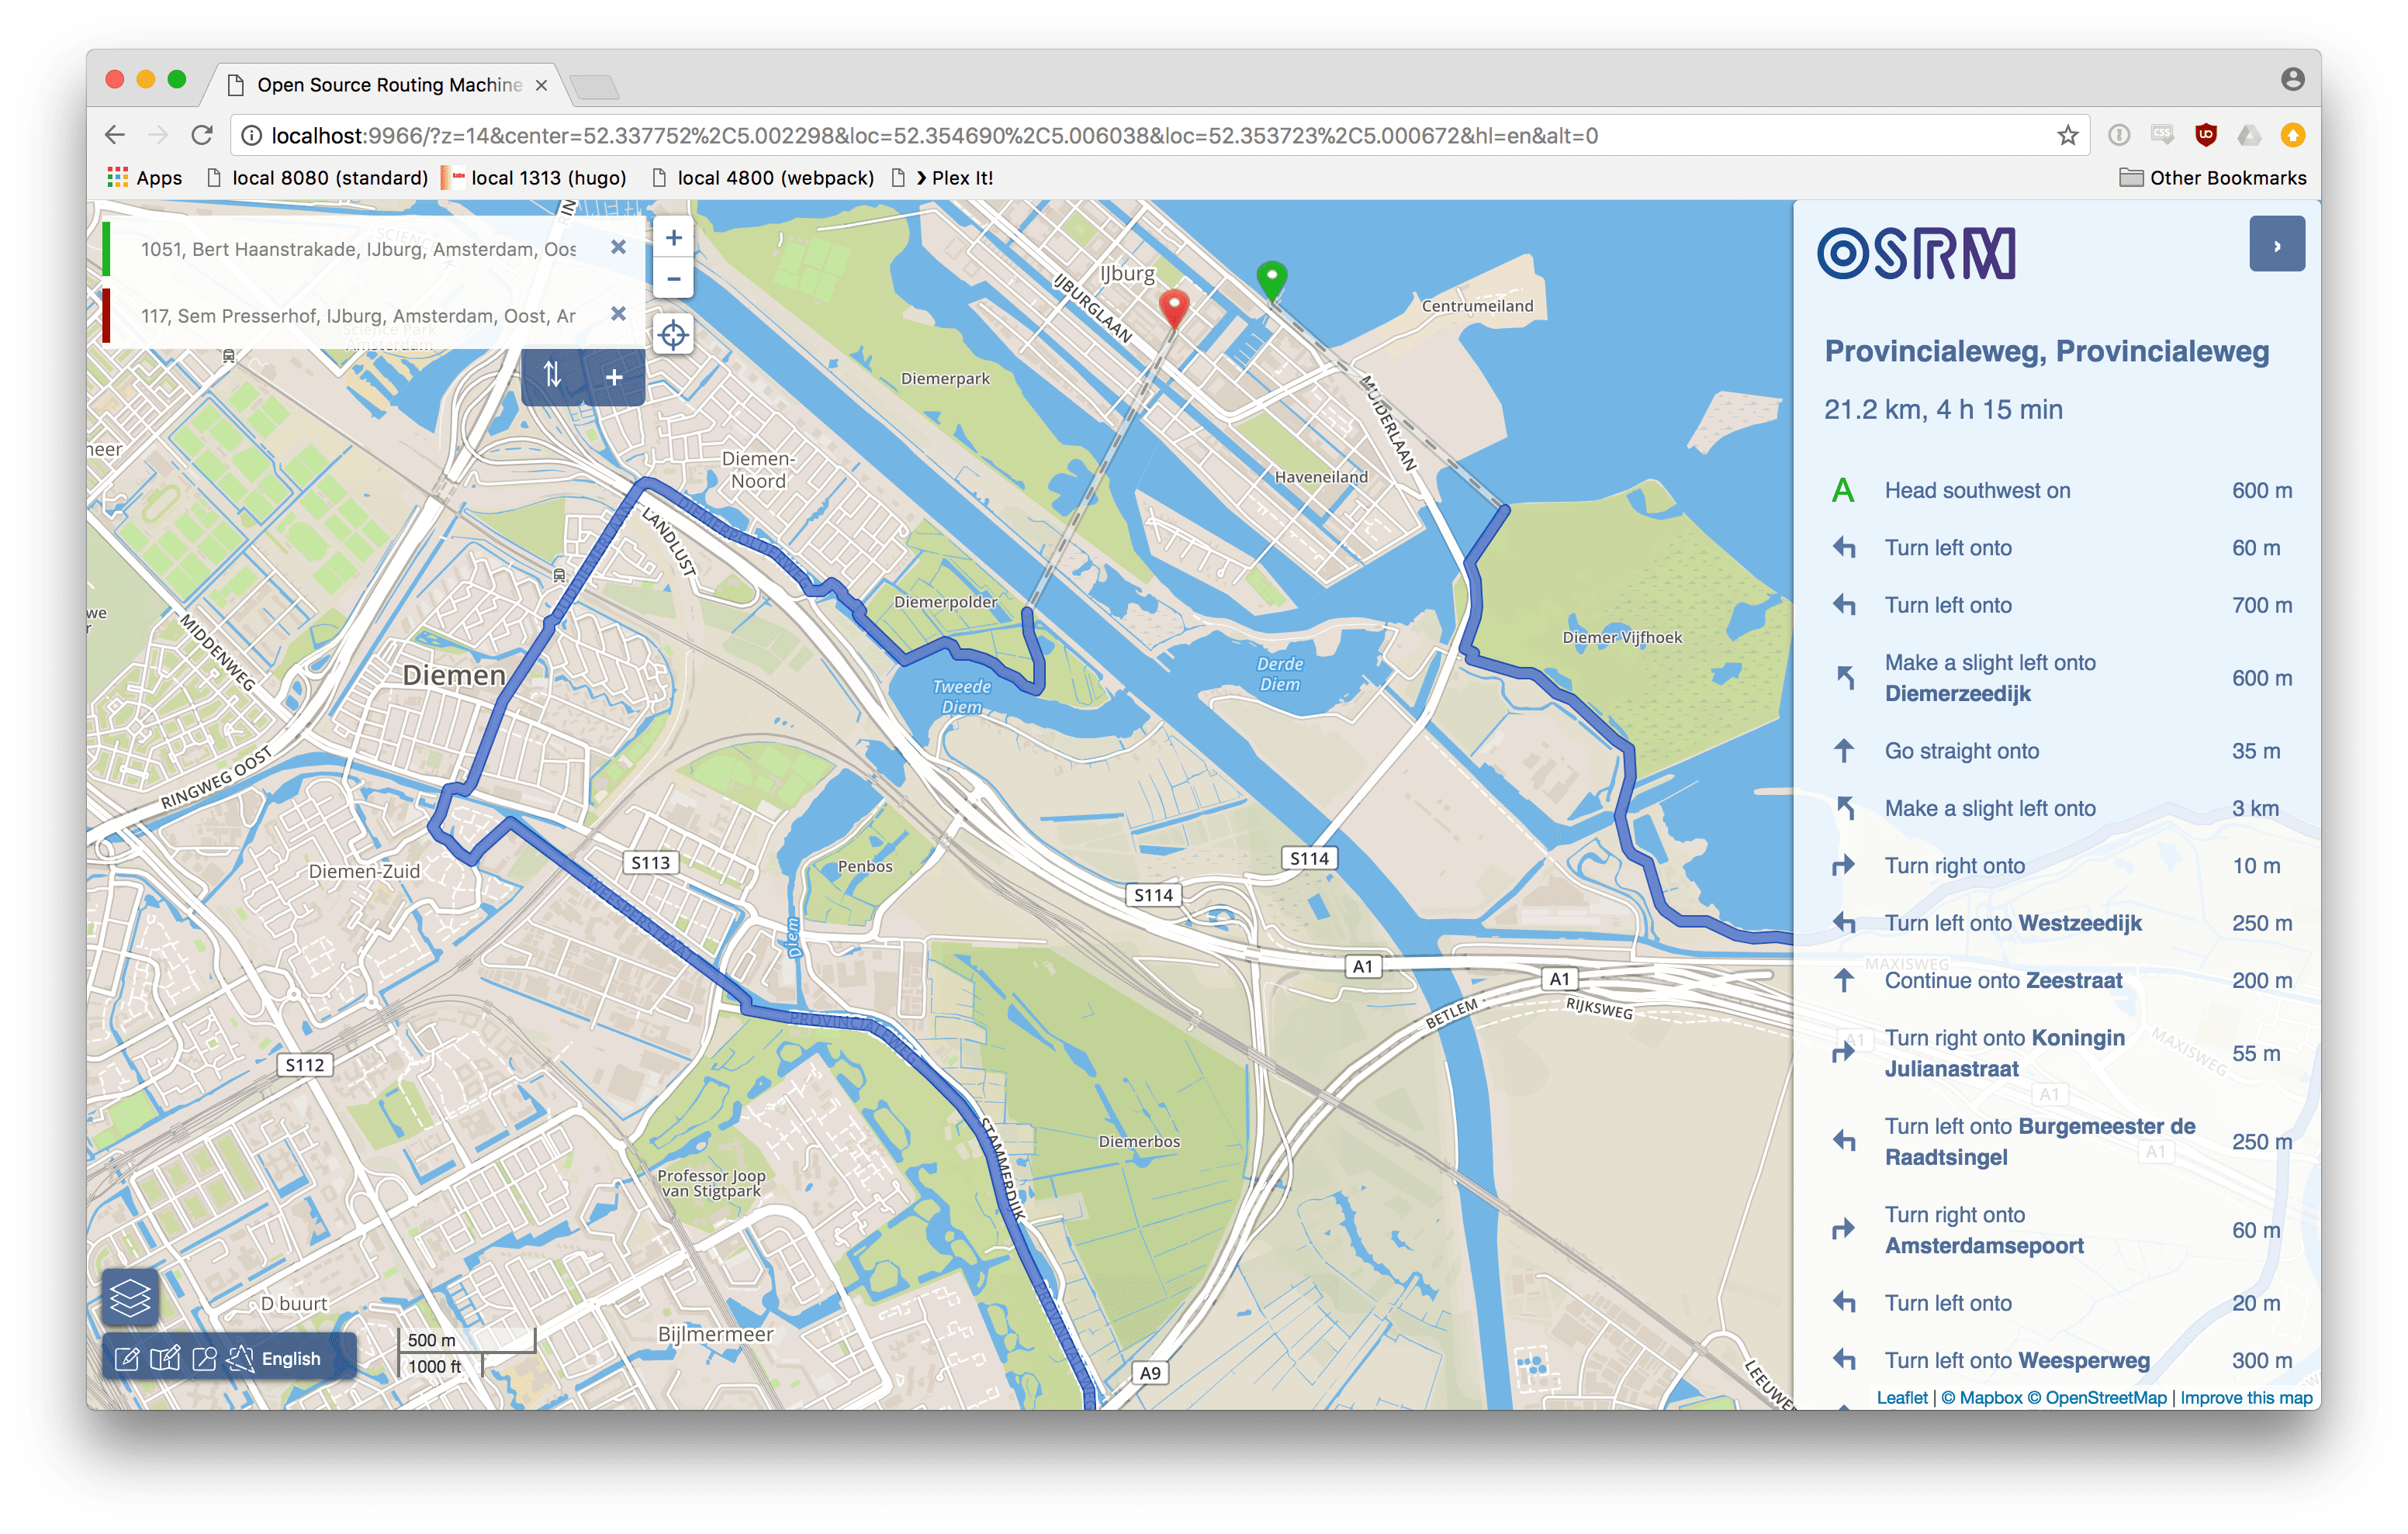 Open Source Routing Machine
localhost:9966/?z=14&center=52.337752%2C5.002298&loc=52.354690%2C5.006038&loc=52.353723%2C5.000672&hl=en&alt=0
Apps
local 8080 (standard)
local 1313 (hugo)
local 4800 (webpack)
❯ Plex It!
Other Bookmarks
1051, Bert Haanstrakade, IJburg, Amsterdam, Oos
117, Sem Presserhof, IJburg, Amsterdam, Oost, Ar
+
−
+
IJburg
IJBURGLAAN
Centrumeiland
Diemerpark
MUIDERLAAN
Haveneiland
Diemen-
Noord
LANDLUST
Diemerpolder
Diemer Vijfhoek
MIDDENWEG
Diemen
Tweede
Diem
Derde
Diem
RINGWEG OOST
Diemen-Zuid
S113
Penbos
S114
S114
Diem
A1
A1
BETLEM
RIJKSWEG
PROVINCIALEWEG
S112
STAMMERDIJK
Diemerbos
Professor Joop
van Stigtpark
D buurt
Bijlmermeer
A9
English
500 m
1000 ft
OSRM
Provincialeweg, Provincialeweg
21.2 km, 4 h 15 min
A Head southwest on 600 m
Turn left onto 60 m
Turn left onto 700 m
Make a slight left onto
Diemerzeedijk 600 m
Go straight onto 35 m
Make a slight left onto 3 km
Turn right onto 10 m
Turn left onto Westzeedijk 250 m
MAXISWEG
Continue onto Zeestraat 200 m
Turn right onto Koningin
Julianastraat 55 m
A1
MAXISWEG
A1
Turn left onto Burgemeester de
Raadtsingel 250 m
A1
Turn right onto
Amsterdamsepoort 60 m
Turn left onto 20 m
Turn left onto Weesperweg 300 m
Leaflet | © Mapbox © OpenStreetMap | Improve this map